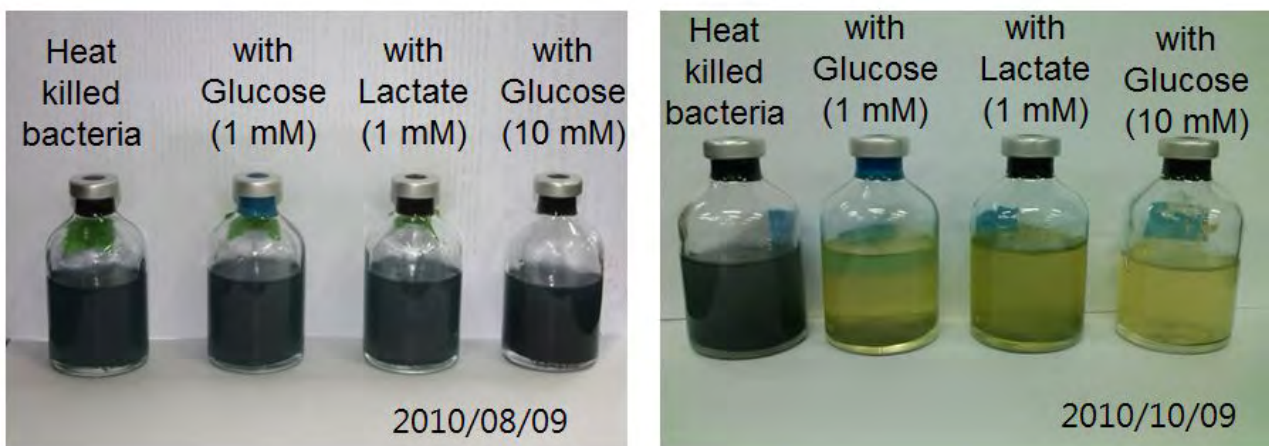 Heat
killed
bacteria
with
Glucose
(1 mM)
with
Lactate
(1 mM)
with
Glucose
(10 mM)
2010/08/09
Heat
killed
bacteria
with
Glucose
(1 mM)
with
Lactate
(1 mM)
with
Glucose
(10 mM)
2010/10/09